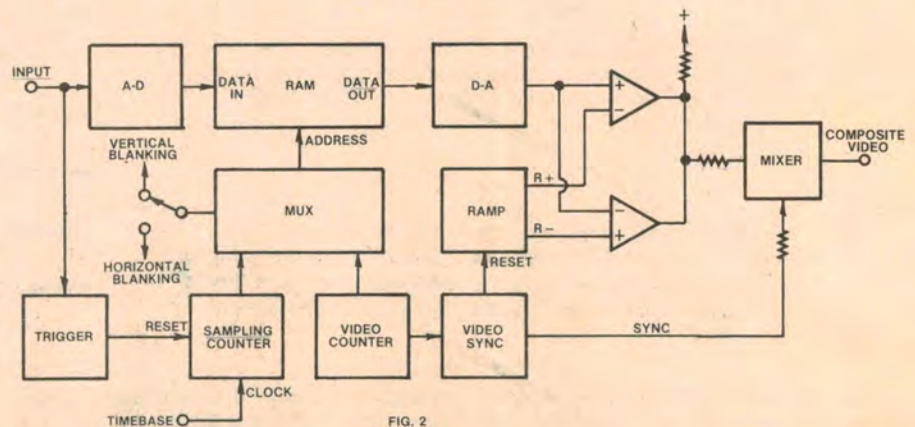 INPUT
A-D
DATA IN
RAM
DATA OUT
D-A
+
+
−
ADDRESS
VERTICAL BLANKING
MUX
HORIZONTAL BLANKING
RAMP
R+
R−
−
+
MIXER
COMPOSITE VIDEO
RESET
TRIGGER
RESET
SAMPLING COUNTER
VIDEO COUNTER
VIDEO SYNC
SYNC
CLOCK
TIMEBASE
FIG. 2